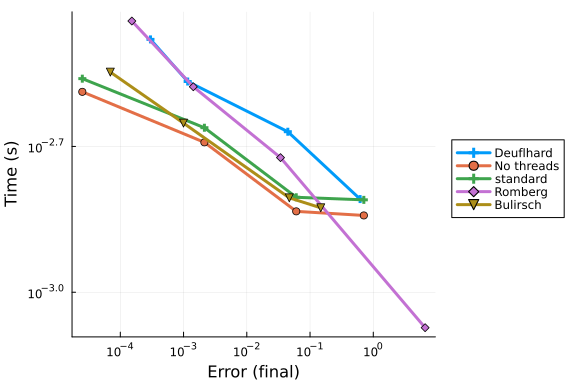 Time (s)
10^-2.7
10^-3.0
10^-4
10^-3
10^-2
10^-1
10^0
Error (final)
Deuflhard
No threads
standard
Romberg
Bulirsch